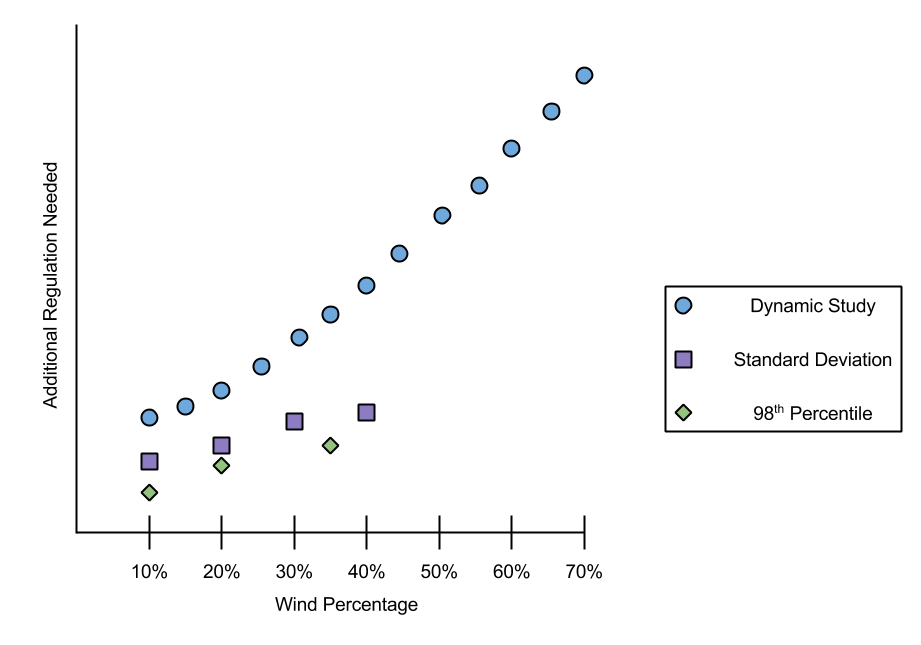 Additional Regulation Needed
Dynamic Study
Standard Deviation
98th Percentile
10% 20% 30% 40% 50% 60% 70%
Wind Percentage